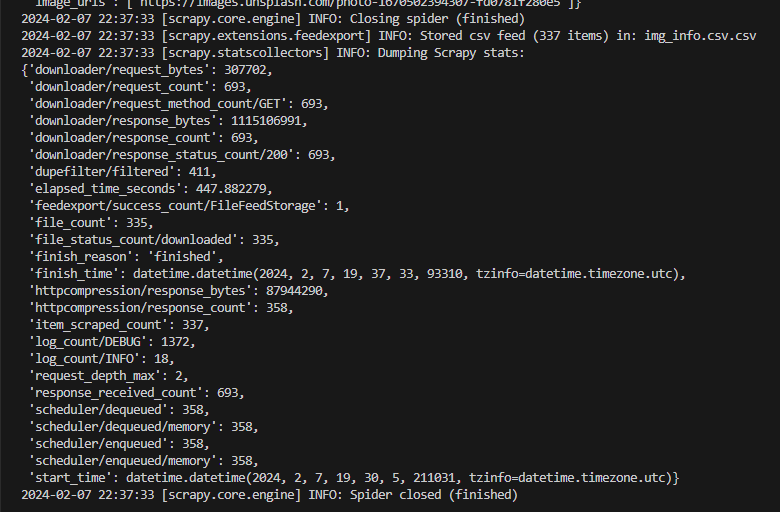 'image_urls': ['https://images.unsplash.com/photo-1670502394307-fd0781f280e5']}
2024-02-07 22:37:33 [scrapy.core.engine] INFO: Closing spider (finished)
2024-02-07 22:37:33 [scrapy.extensions.feedexport] INFO: Stored csv feed (337 items) in: img_info.csv.csv
2024-02-07 22:37:33 [scrapy.statscollectors] INFO: Dumping Scrapy stats:
{'downloader/request_bytes': 307702,
'downloader/request_count': 693,
'downloader/request_method_count/GET': 693,
'downloader/response_bytes': 1115106991,
'downloader/response_count': 693,
'downloader/response_status_count/200': 693,
'dupefilter/filtered': 411,
'elapsed_time_seconds': 447.882279,
'feedexport/success_count/FileFeedStorage': 1,
'file_count': 335,
'file_status_count/downloaded': 335,
'finish_reason': 'finished',
'finish_time': datetime.datetime(2024, 2, 7, 19, 37, 33, 93310, tzinfo=datetime.timezone.utc),
'httpcompression/response_bytes': 87944290,
'httpcompression/response_count': 358,
'item_scraped_count': 337,
'log_count/DEBUG': 1372,
'log_count/INFO': 18,
'request_depth_max': 2,
'response_received_count': 693,
'scheduler/dequeued': 358,
'scheduler/dequeued/memory': 358,
'scheduler/enqueued': 358,
'scheduler/enqueued/memory': 358,
'start_time': datetime.datetime(2024, 2, 7, 19, 30, 5, 211031, tzinfo=datetime.timezone.utc)}
2024-02-07 22:37:33 [scrapy.core.engine] INFO: Spider closed (finished)